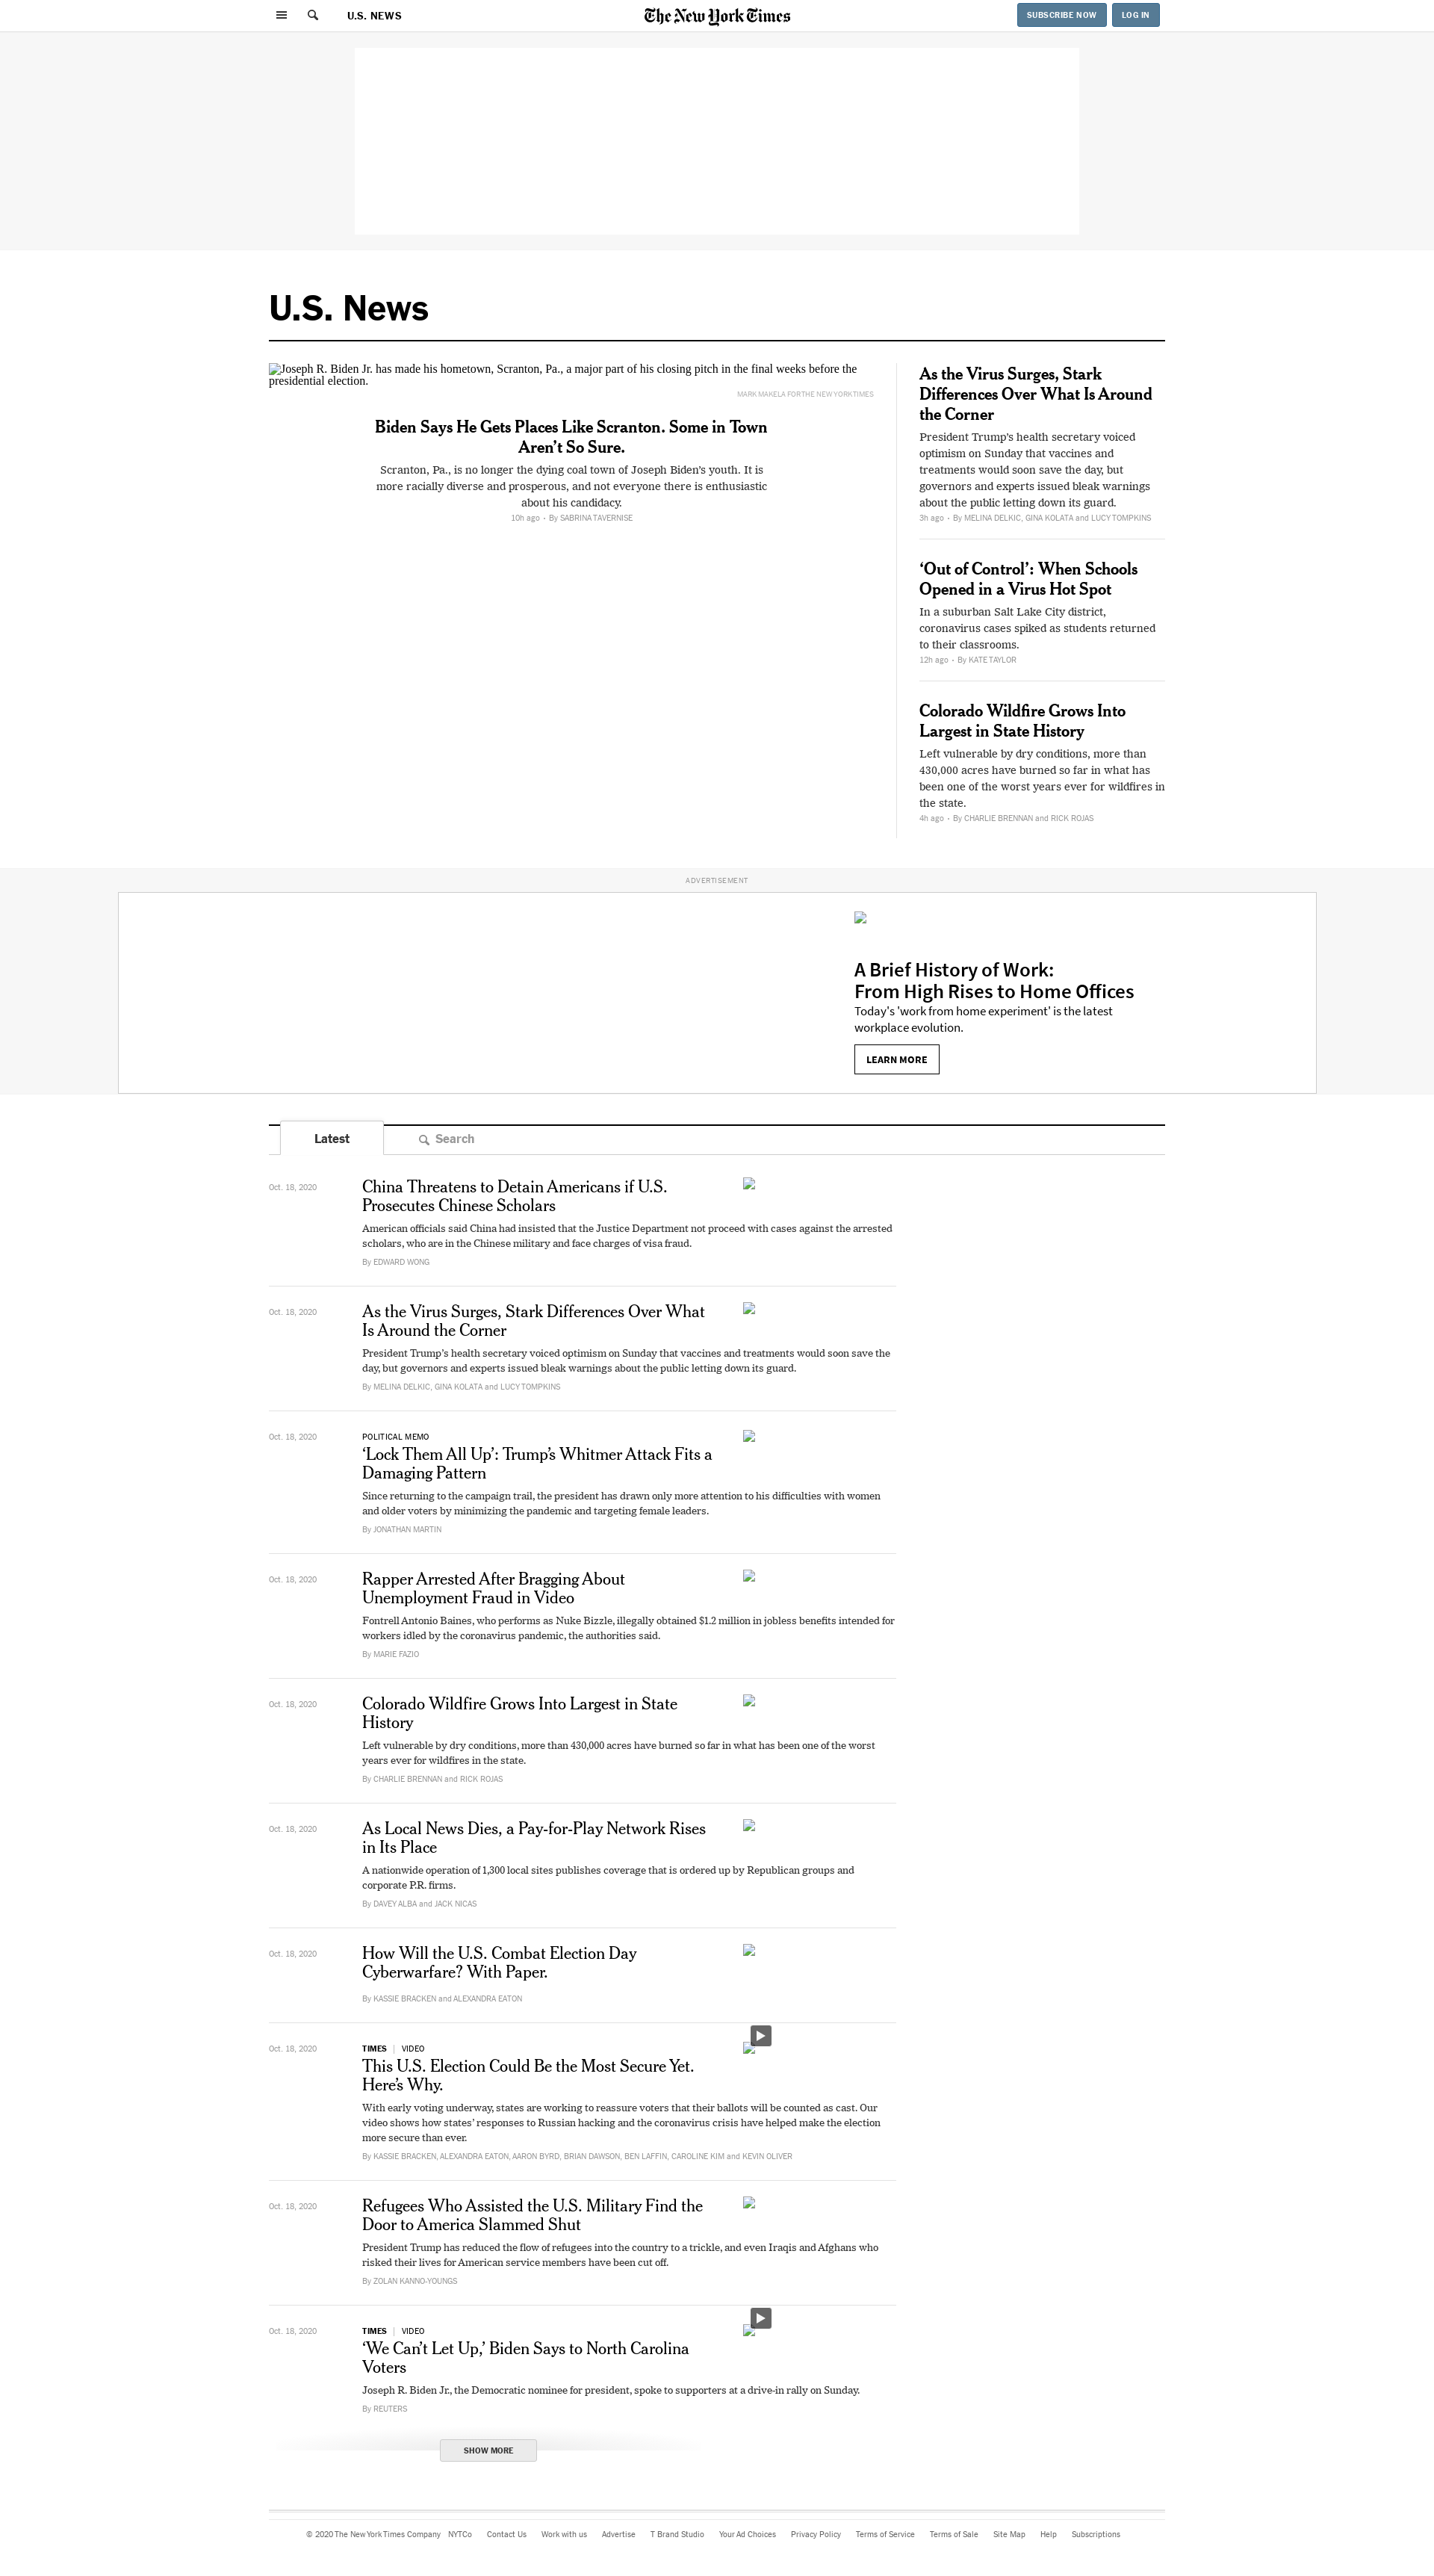 U.S. NEWS
The New York Times
SUBSCRIBE NOW
LOG IN
U.S. News
Joseph R. Biden Jr. has made his hometown, Scranton, Pa., a major part of his closing pitch in the final weeks before the
presidential election.
MARK MAKELA FOR THE NEW YORK TIMES
Biden Says He Gets Places Like Scranton. Some in Town
Aren’t So Sure.
Scranton, Pa., is no longer the dying coal town of Joseph Biden’s youth. It is
more racially diverse and prosperous, and not everyone there is enthusiastic
about his candidacy.
10h ago • By SABRINA TAVERNISE
As the Virus Surges, Stark
Differences Over What Is Around
the Corner
President Trump’s health secretary voiced
optimism on Sunday that vaccines and
treatments would soon save the day, but
governors and experts issued bleak warnings
about the public letting down its guard.
3h ago • By MELINA DELKIC, GINA KOLATA and LUCY TOMPKINS
‘Out of Control’: When Schools
Opened in a Virus Hot Spot
In a suburban Salt Lake City district,
coronavirus cases spiked as students returned
to their classrooms.
12h ago • By KATE TAYLOR
Colorado Wildfire Grows Into
Largest in State History
Left vulnerable by dry conditions, more than
430,000 acres have burned so far in what has
been one of the worst years ever for wildfires in
the state.
4h ago • By CHARLIE BRENNAN and RICK ROJAS
ADVERTISEMENT
A Brief History of Work:
From High Rises to Home Offices
Today's 'work from home experiment' is the latest
workplace evolution.
LEARN MORE
Latest
Search
Oct. 18, 2020
China Threatens to Detain Americans if U.S.
Prosecutes Chinese Scholars
American officials said China had insisted that the Justice Department not proceed with cases against the arrested
scholars, who are in the Chinese military and face charges of visa fraud.
By EDWARD WONG
Oct. 18, 2020
As the Virus Surges, Stark Differences Over What
Is Around the Corner
President Trump’s health secretary voiced optimism on Sunday that vaccines and treatments would soon save the
day, but governors and experts issued bleak warnings about the public letting down its guard.
By MELINA DELKIC, GINA KOLATA and LUCY TOMPKINS
Oct. 18, 2020
POLITICAL MEMO
‘Lock Them All Up’: Trump’s Whitmer Attack Fits a
Damaging Pattern
Since returning to the campaign trail, the president has drawn only more attention to his difficulties with women
and older voters by minimizing the pandemic and targeting female leaders.
By JONATHAN MARTIN
Oct. 18, 2020
Rapper Arrested After Bragging About
Unemployment Fraud in Video
Fontrell Antonio Baines, who performs as Nuke Bizzle, illegally obtained $1.2 million in jobless benefits intended for
workers idled by the coronavirus pandemic, the authorities said.
By MARIE FAZIO
Oct. 18, 2020
Colorado Wildfire Grows Into Largest in State
History
Left vulnerable by dry conditions, more than 430,000 acres have burned so far in what has been one of the worst
years ever for wildfires in the state.
By CHARLIE BRENNAN and RICK ROJAS
Oct. 18, 2020
As Local News Dies, a Pay-for-Play Network Rises
in Its Place
A nationwide operation of 1,300 local sites publishes coverage that is ordered up by Republican groups and
corporate P.R. firms.
By DAVEY ALBA and JACK NICAS
Oct. 18, 2020
How Will the U.S. Combat Election Day
Cyberwarfare? With Paper.
By KASSIE BRACKEN and ALEXANDRA EATON
Oct. 18, 2020
TIMES | VIDEO
This U.S. Election Could Be the Most Secure Yet.
Here’s Why.
With early voting underway, states are working to reassure voters that their ballots will be counted as cast. Our
video shows how states’ responses to Russian hacking and the coronavirus crisis have helped make the election
more secure than ever.
By KASSIE BRACKEN, ALEXANDRA EATON, AARON BYRD, BRIAN DAWSON, BEN LAFFIN, CAROLINE KIM and KEVIN OLIVER
Oct. 18, 2020
Refugees Who Assisted the U.S. Military Find the
Door to America Slammed Shut
President Trump has reduced the flow of refugees into the country to a trickle, and even Iraqis and Afghans who
risked their lives for American service members have been cut off.
By ZOLAN KANNO-YOUNGS
Oct. 18, 2020
TIMES | VIDEO
‘We Can’t Let Up,’ Biden Says to North Carolina
Voters
Joseph R. Biden Jr., the Democratic nominee for president, spoke to supporters at a drive-in rally on Sunday.
By REUTERS
SHOW MORE
© 2020 The New York Times Company NYTCo Contact Us Work with us Advertise T Brand Studio Your Ad Choices Privacy Policy Terms of Service Terms of Sale Site Map Help Subscriptions